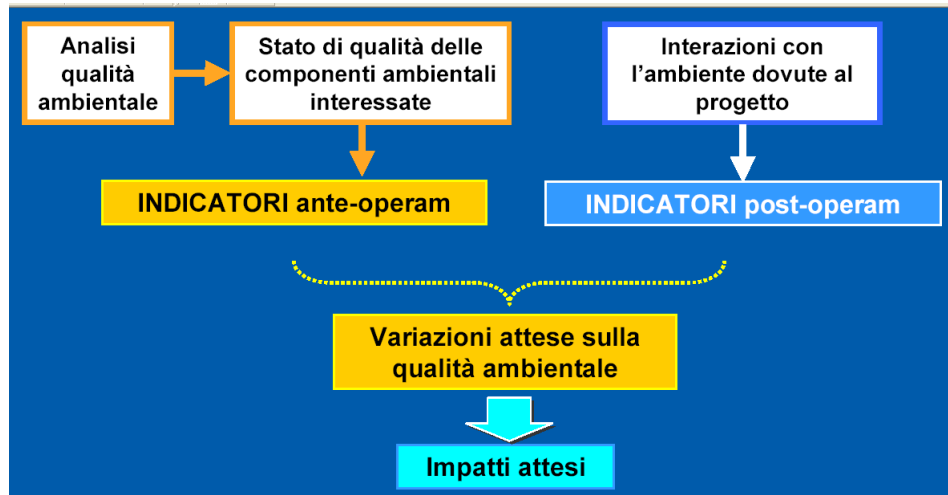 Analisi
qualità
ambientale
Stato di qualità delle
componenti ambientali
interessate
Interazioni con
l'ambiente dovute al
progetto
INDICATORI ante-operam
INDICATORI post-operam
Variazioni attese sulla
qualità ambientale
Impatti attesi